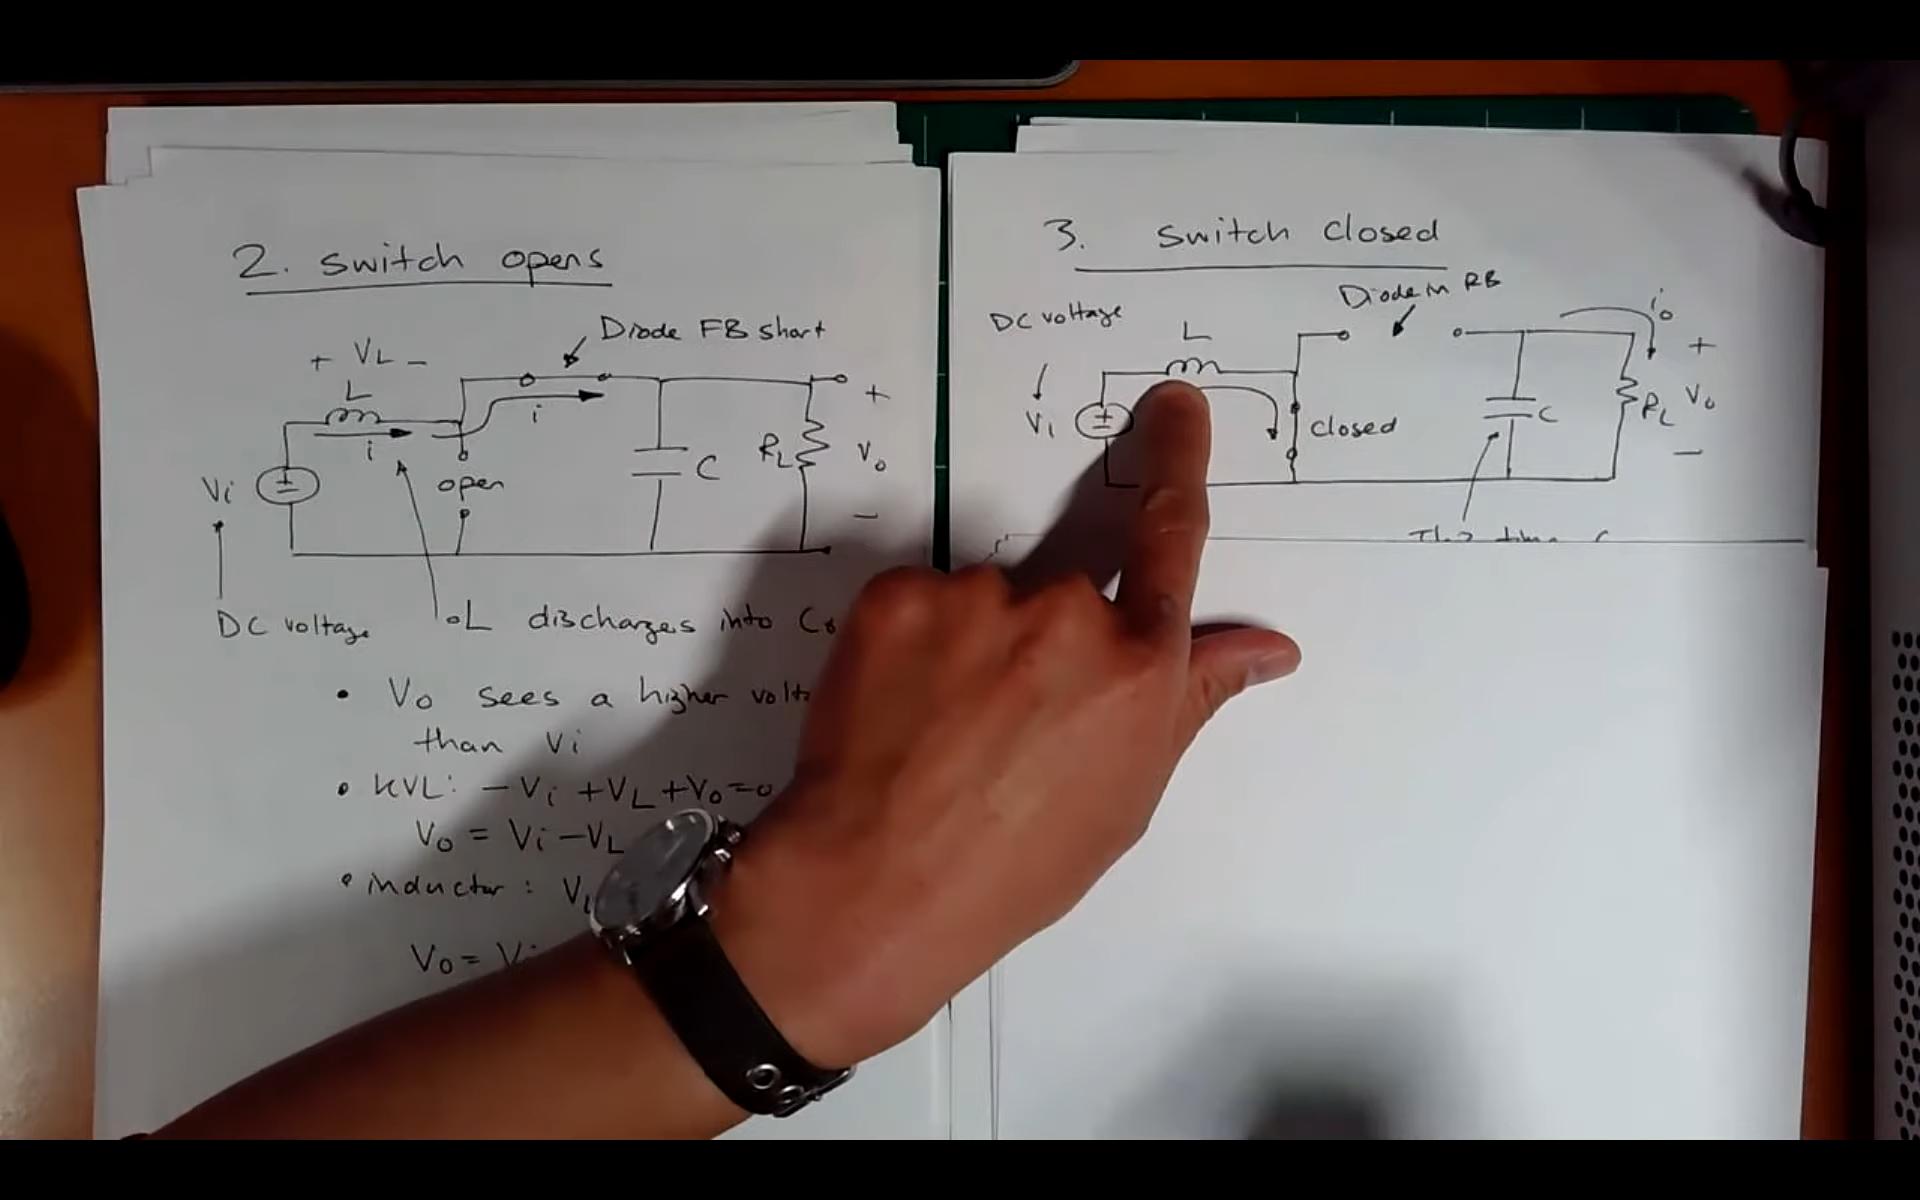 2. switch opens
Diode FB short
+ VL -
L
i
i
+
Vi
±
open
C
RL
Vo
-
DC voltage
• L discharges into C
• Vo sees a higher
than Vi
• KVL: -Vi + VL + Vo = 0
Vo = Vi - VL
• inductor :
Vo =
3. switch closed
Diode in RB
DC voltage
L
io
+
Vi
±
closed
C
RL
Vo
-